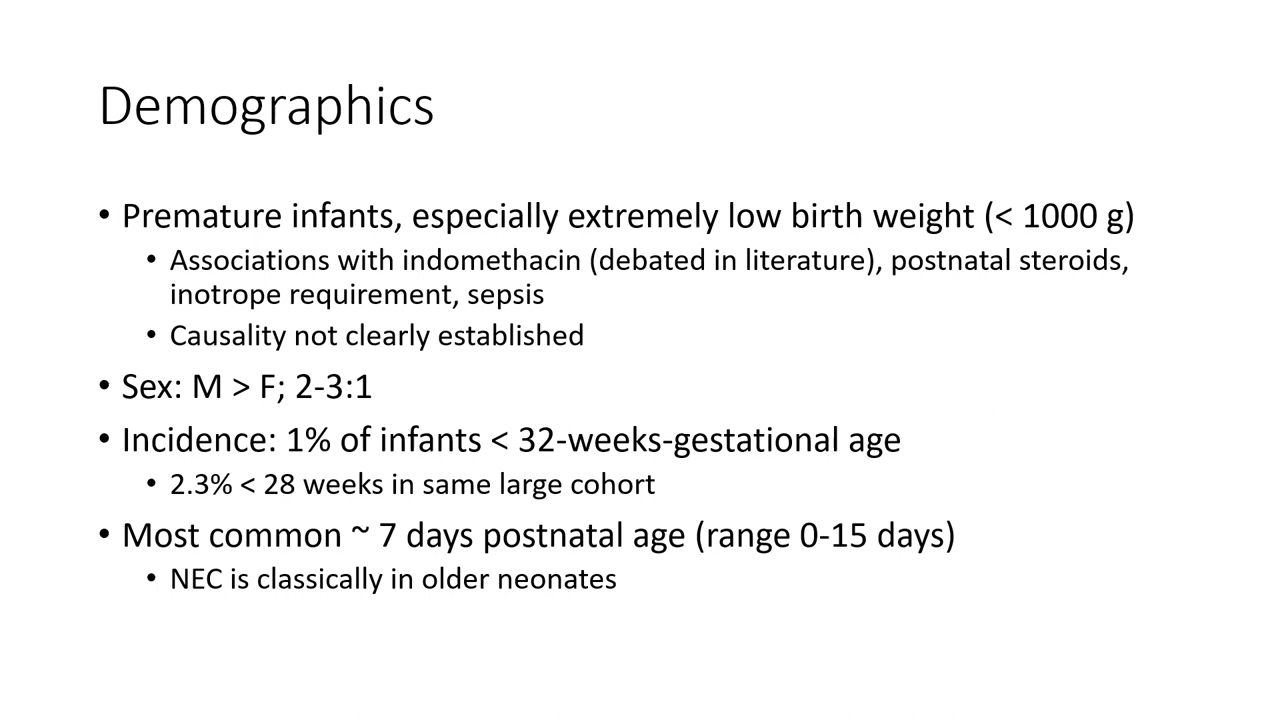 Demographics
• Premature infants, especially extremely low birth weight (< 1000 g)
• Associations with indomethacin (debated in literature), postnatal steroids,
inotrope requirement, sepsis
• Causality not clearly established
• Sex: M > F; 2-3:1
• Incidence: 1% of infants < 32-weeks-gestational age
• 2.3% < 28 weeks in same large cohort
• Most common ~ 7 days postnatal age (range 0-15 days)
• NEC is classically in older neonates